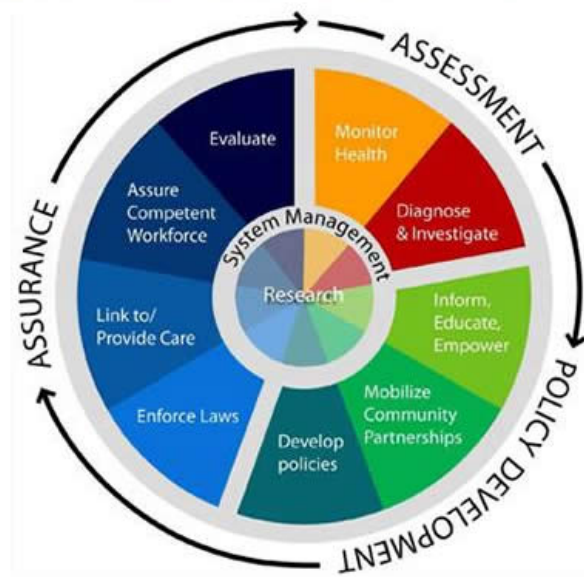 ASSESSMENT
Monitor
Health
Diagnose
& Investigate
POLICY DEVELOPMENT
Inform,
Educate,
Empower
Mobilize
Community
Partnerships
Develop
policies
ASSURANCE
Enforce Laws
Link to/
Provide Care
Assure
Competent
Workforce
Evaluate
System Management
Research